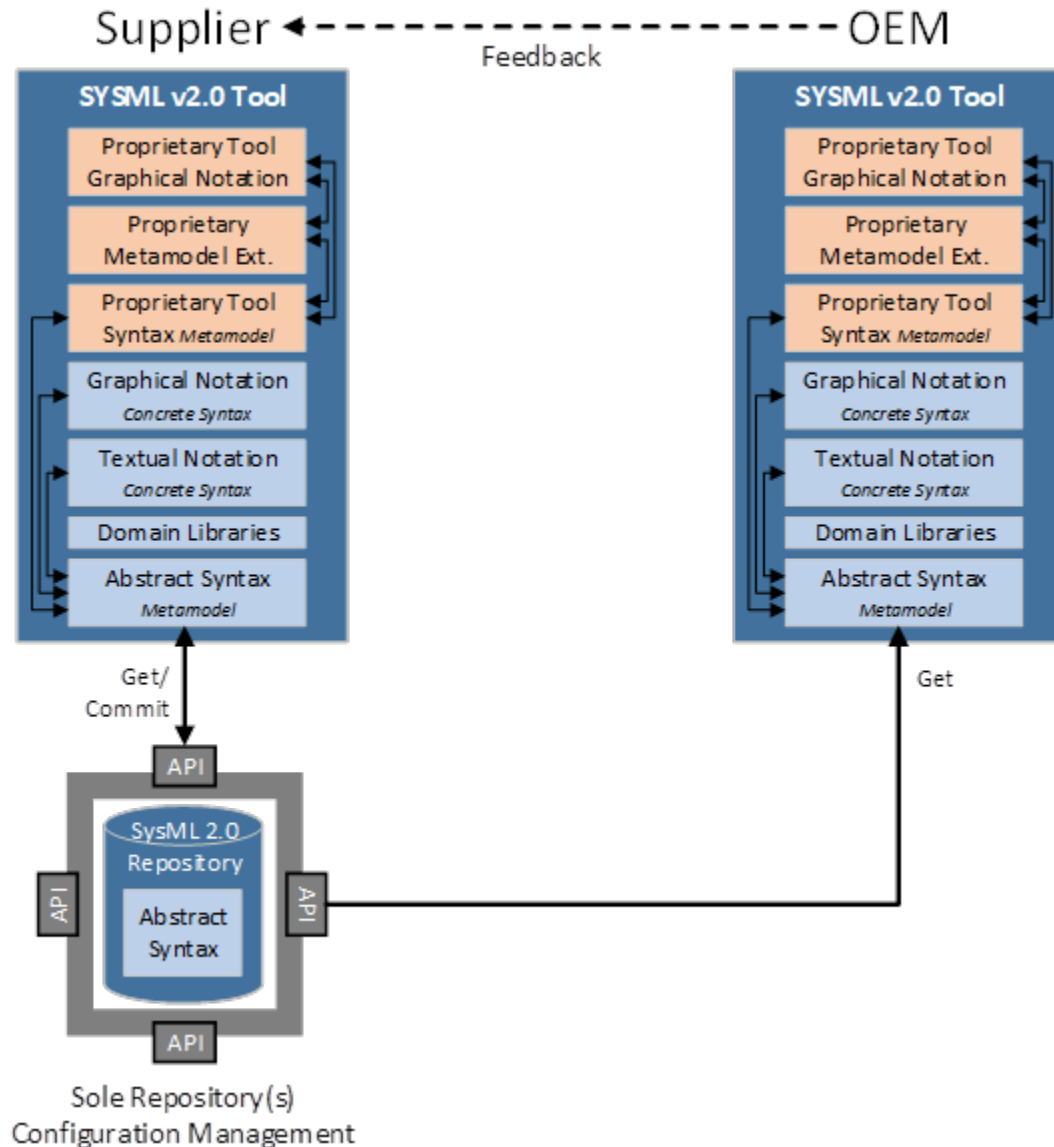 Supplier
OEM
Feedback
SYSML v2.0 Tool
Proprietary Tool
Graphical Notation
Proprietary
Metamodel Ext.
Proprietary Tool
Syntax Metamodel
Graphical Notation
Concrete Syntax
Textual Notation
Concrete Syntax
Domain Libraries
Abstract Syntax
Metamodel
SYSML v2.0 Tool
Proprietary Tool
Graphical Notation
Proprietary
Metamodel Ext.
Proprietary Tool
Syntax Metamodel
Graphical Notation
Concrete Syntax
Textual Notation
Concrete Syntax
Domain Libraries
Abstract Syntax
Metamodel
Get/
Commit
Get
API
SysML 2.0
Repository
API
API
Abstract
Syntax
API
Sole Repository(s)
Configuration Management